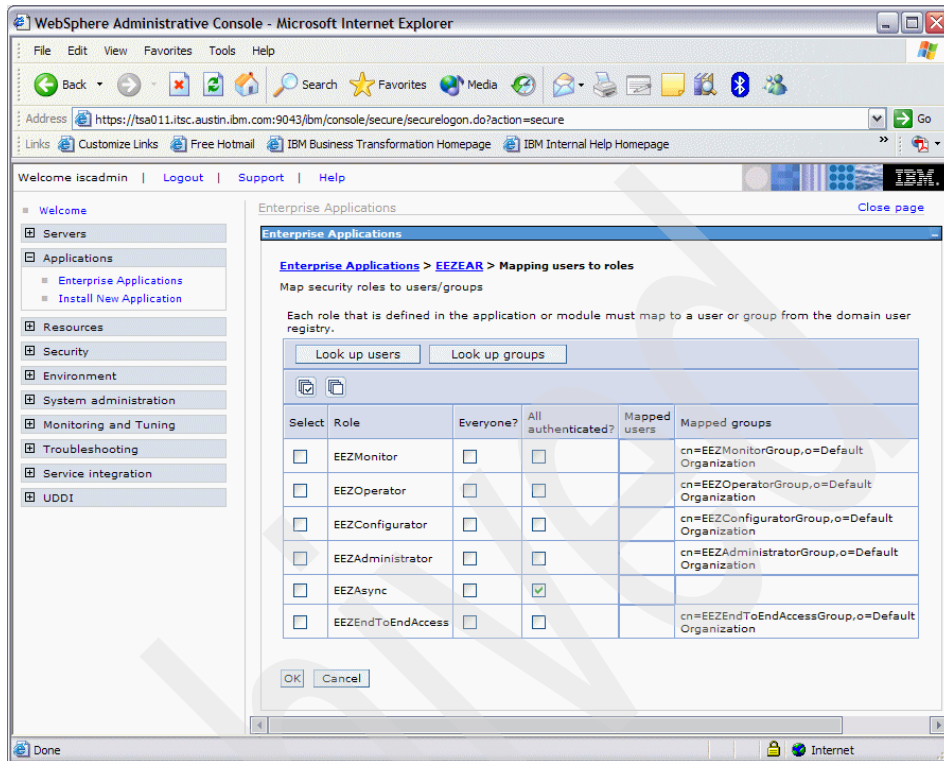 WebSphere Administrative Console - Microsoft Internet Explorer
File Edit View Favorites Tools Help
Back Search Favorites Media
Address https://tsa011.itsc.austin.ibm.com:9043/ibm/console/secure/securelogon.do?action=secure Go
Links Customize Links Free Hotmail IBM Business Transformation Homepage IBM Internal Help Homepage »
Welcome iscadmin | Logout | Support | Help IBM.
Welcome
Servers
Applications
Enterprise Applications
Install New Application
Resources
Security
Environment
System administration
Monitoring and Tuning
Troubleshooting
Service integration
UDDI
Enterprise Applications Close page
Enterprise Applications
Enterprise Applications > EEZEAR > Mapping users to roles
Map security roles to users/groups
Each role that is defined in the application or module must map to a user or group from the domain user
registry.
Look up users Look up groups
Select Role Everyone? All authenticated? Mapped users Mapped groups
EEZMonitor cn=EEZMonitorGroup,o=Default
Organization
EEZOperator cn=EEZOperatorGroup,o=Default
Organization
EEZConfigurator cn=EEZConfiguratorGroup,o=Default
Organization
EEZAdministrator cn=EEZAdministratorGroup,o=Default
Organization
EEZAsync
EEZEndToEndAccess cn=EEZEndToEndAccessGroup,o=Default
Organization
OK Cancel
Done Internet